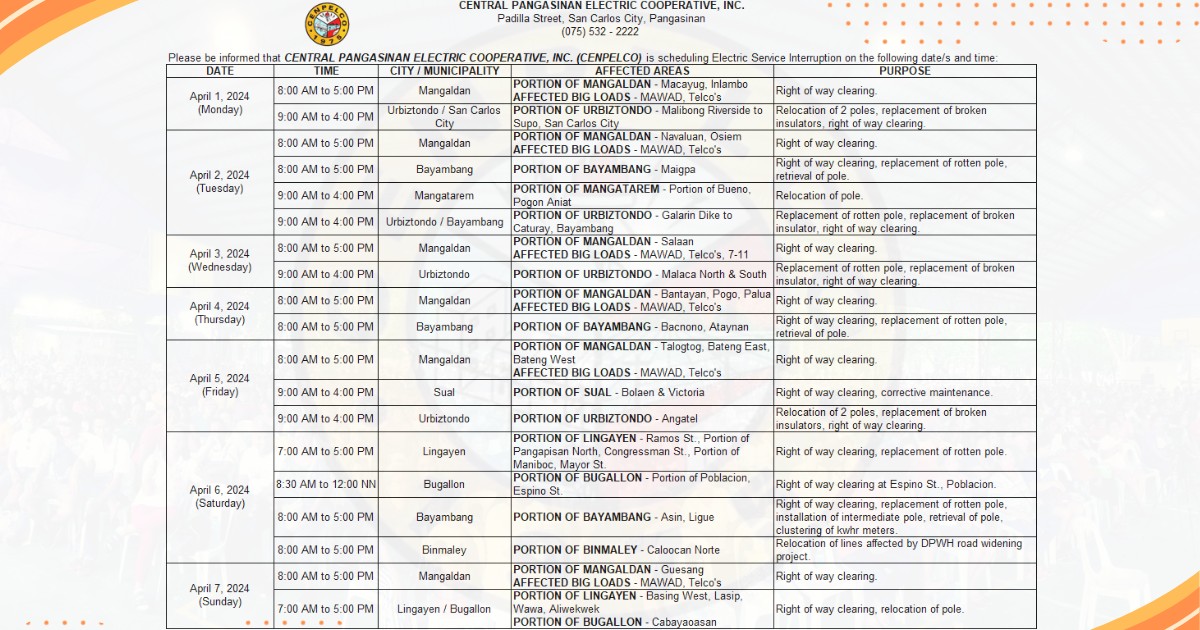 CENPELCO
1975
CENTRAL PANGASINAN ELECTRIC COOPERATIVE, INC.
Padilla Street, San Carlos City, Pangasinan
(075) 532 - 2222
Please be informed that CENTRAL PANGASINAN ELECTRIC COOPERATIVE, INC. (CENPELCO) is scheduling Electric Service Interruption on the following date/s and time:
DATE TIME CITY / MUNICIPALITY AFFECTED AREAS PURPOSE
April 1, 2024
(Monday)
8:00 AM to 5:00 PM
Mangaldan
PORTION OF MANGALDAN - Macayug, Inlambo
AFFECTED BIG LOADS - MAWAD, Telco's
Right of way clearing.
9:00 AM to 4:00 PM
Urbiztondo / San Carlos
City
PORTION OF URBIZTONDO - Malibong Riverside to
Supo, San Carlos City
Relocation of 2 poles, replacement of broken
insulators, right of way clearing.
April 2, 2024
(Tuesday)
8:00 AM to 5:00 PM
Mangaldan
PORTION OF MANGALDAN - Navaluan, Osiem
AFFECTED BIG LOADS - MAWAD, Telco's
Right of way clearing.
8:00 AM to 5:00 PM
Bayambang
PORTION OF BAYAMBANG - Maigpa
Right of way clearing, replacement of rotten pole,
retrieval of pole.
9:00 AM to 4:00 PM
Mangatarem
PORTION OF MANGATAREM - Portion of Bueno,
Pogon Aniat
Relocation of pole.
9:00 AM to 4:00 PM
Urbiztondo / Bayambang
PORTION OF URBIZTONDO - Galarin Dike to
Caturay, Bayambang
Replacement of rotten pole, replacement of broken
insulator, right of way clearing.
April 3, 2024
(Wednesday)
8:00 AM to 5:00 PM
Mangaldan
PORTION OF MANGALDAN - Salaan
AFFECTED BIG LOADS - MAWAD, Telco's, 7-11
Right of way clearing.
9:00 AM to 4:00 PM
Urbiztondo
PORTION OF URBIZTONDO - Malaca North & South
Replacement of rotten pole, replacement of broken
insulator, right of way clearing.
April 4, 2024
(Thursday)
8:00 AM to 5:00 PM
Mangaldan
PORTION OF MANGALDAN - Bantayan, Pogo, Palua
AFFECTED BIG LOADS - MAWAD, Telco's
Right of way clearing.
8:00 AM to 5:00 PM
Bayambang
PORTION OF BAYAMBANG - Bacnono, Ataynan
Right of way clearing, replacement of rotten pole,
retrieval of pole.
April 5, 2024
(Friday)
8:00 AM to 5:00 PM
Mangaldan
PORTION OF MANGALDAN - Talogtog, Bateng East,
Bateng West
AFFECTED BIG LOADS - MAWAD, Telco's
Right of way clearing.
9:00 AM to 4:00 PM
Sual
PORTION OF SUAL - Bolaen & Victoria
Right of way clearing, corrective maintenance.
9:00 AM to 4:00 PM
Urbiztondo
PORTION OF URBIZTONDO - Angatel
Relocation of 2 poles, replacement of broken
insulators, right of way clearing.
April 6, 2024
(Saturday)
7:00 AM to 5:00 PM
Lingayen
PORTION OF LINGAYEN - Ramos St., Portion of
Pangapisan North, Congressman St., Portion of
Maniboc, Mayor St.
Right of way clearing, replacement of rotten pole.
8:30 AM to 12:00 NN
Bugallon
PORTION OF BUGALLON - Portion of Poblacion,
Espino St.
Right of way clearing at Espino St., Poblacion.
8:00 AM to 5:00 PM
Bayambang
PORTION OF BAYAMBANG - Asin, Ligue
Right of way clearing, replacement of rotten pole,
installation of intermediate pole, retrieval of pole,
clustering of kwhr meters.
8:00 AM to 5:00 PM
Binmaley
PORTION OF BINMALEY - Caloocan Norte
Relocation of lines affected by DPWH road widening
project.
April 7, 2024
(Sunday)
8:00 AM to 5:00 PM
Mangaldan
PORTION OF MANGALDAN - Guesang
AFFECTED BIG LOADS - MAWAD, Telco's
Right of way clearing.
7:00 AM to 5:00 PM
Lingayen / Bugallon
PORTION OF LINGAYEN - Basing West, Lasip,
Wawa, Aliwekwek
PORTION OF BUGALLON - Cabayaoasan
Right of way clearing, relocation of pole.